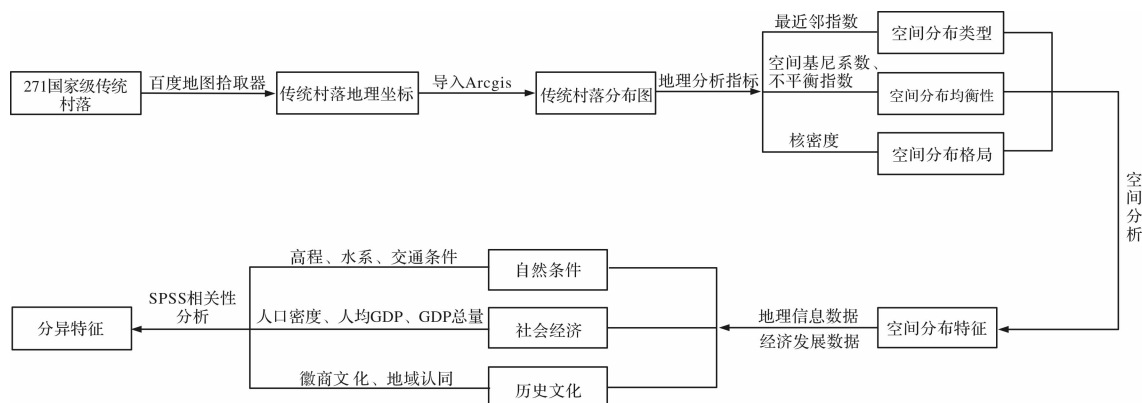 最近邻指数
空间分布类型
271国家级传统
村落
百度地图拾取器
传统村落地理坐标
导入Arcgis
传统村落分布图
地理分析指标
空间基尼系数、
不平衡指数
空间分布均衡性
核密度
空间分布格局
空间分析
高程、水系、交通条件
自然条件
SPSS相关性
分析
分异特征
人口密度、人均GDP、GDP总量
社会经济
地理信息数据
经济发展数据
空间分布特征
徽商文化、地域认同
历史文化